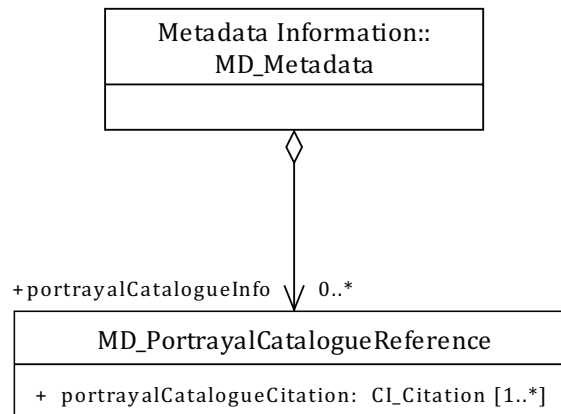 Metadata Information::
MD_Metadata
+portrayalCatalogueInfo 0..*
MD_PortrayalCatalogueReference
+ portrayalCatalogueCitation: CI_Citation [1..*]